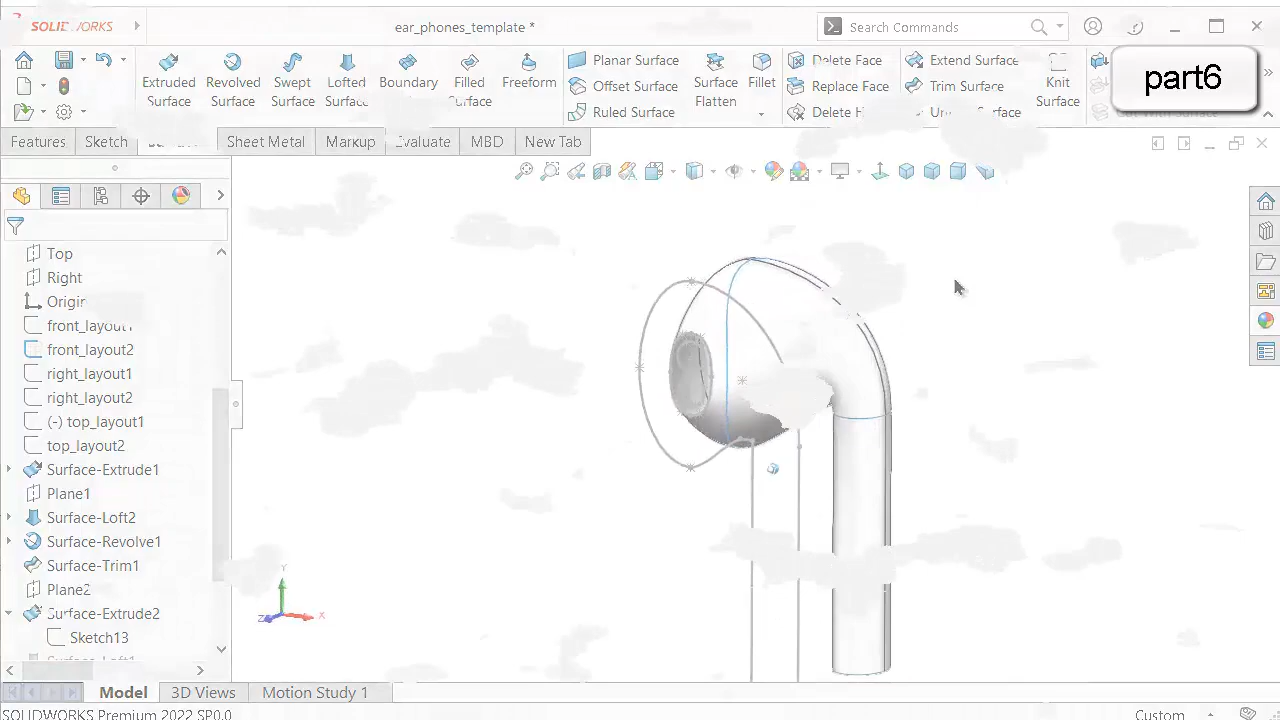 SOLIDWORKS
ear_phones_template *
Search Commands
part6
Extruded Surface
Revolved Surface
Swept Surface
Lofted Surface
Boundary
Filled Surface
Freeform
Planar Surface
Offset Surface
Ruled Surface
Surface Flatten
Fillet
Delete Face
Replace Face
Delete H
Extend Surface
Trim Surface
Surface
Knit Surface
Features
Sketch
Sheet Metal
Markup
Evaluate
MBD
New Tab
Top
Right
Origin
front_layout1
front_layout2
right_layout1
right_layout2
(-) top_layout1
top_layout2
Surface-Extrude1
Plane1
Surface-Loft2
Surface-Revolve1
Surface-Trim1
Plane2
Surface-Extrude2
Sketch13
Surface-Loft1
Y
Z
X
Model
3D Views
Motion Study 1
SOLIDWORKS Premium 2022 SP0.0
Custom